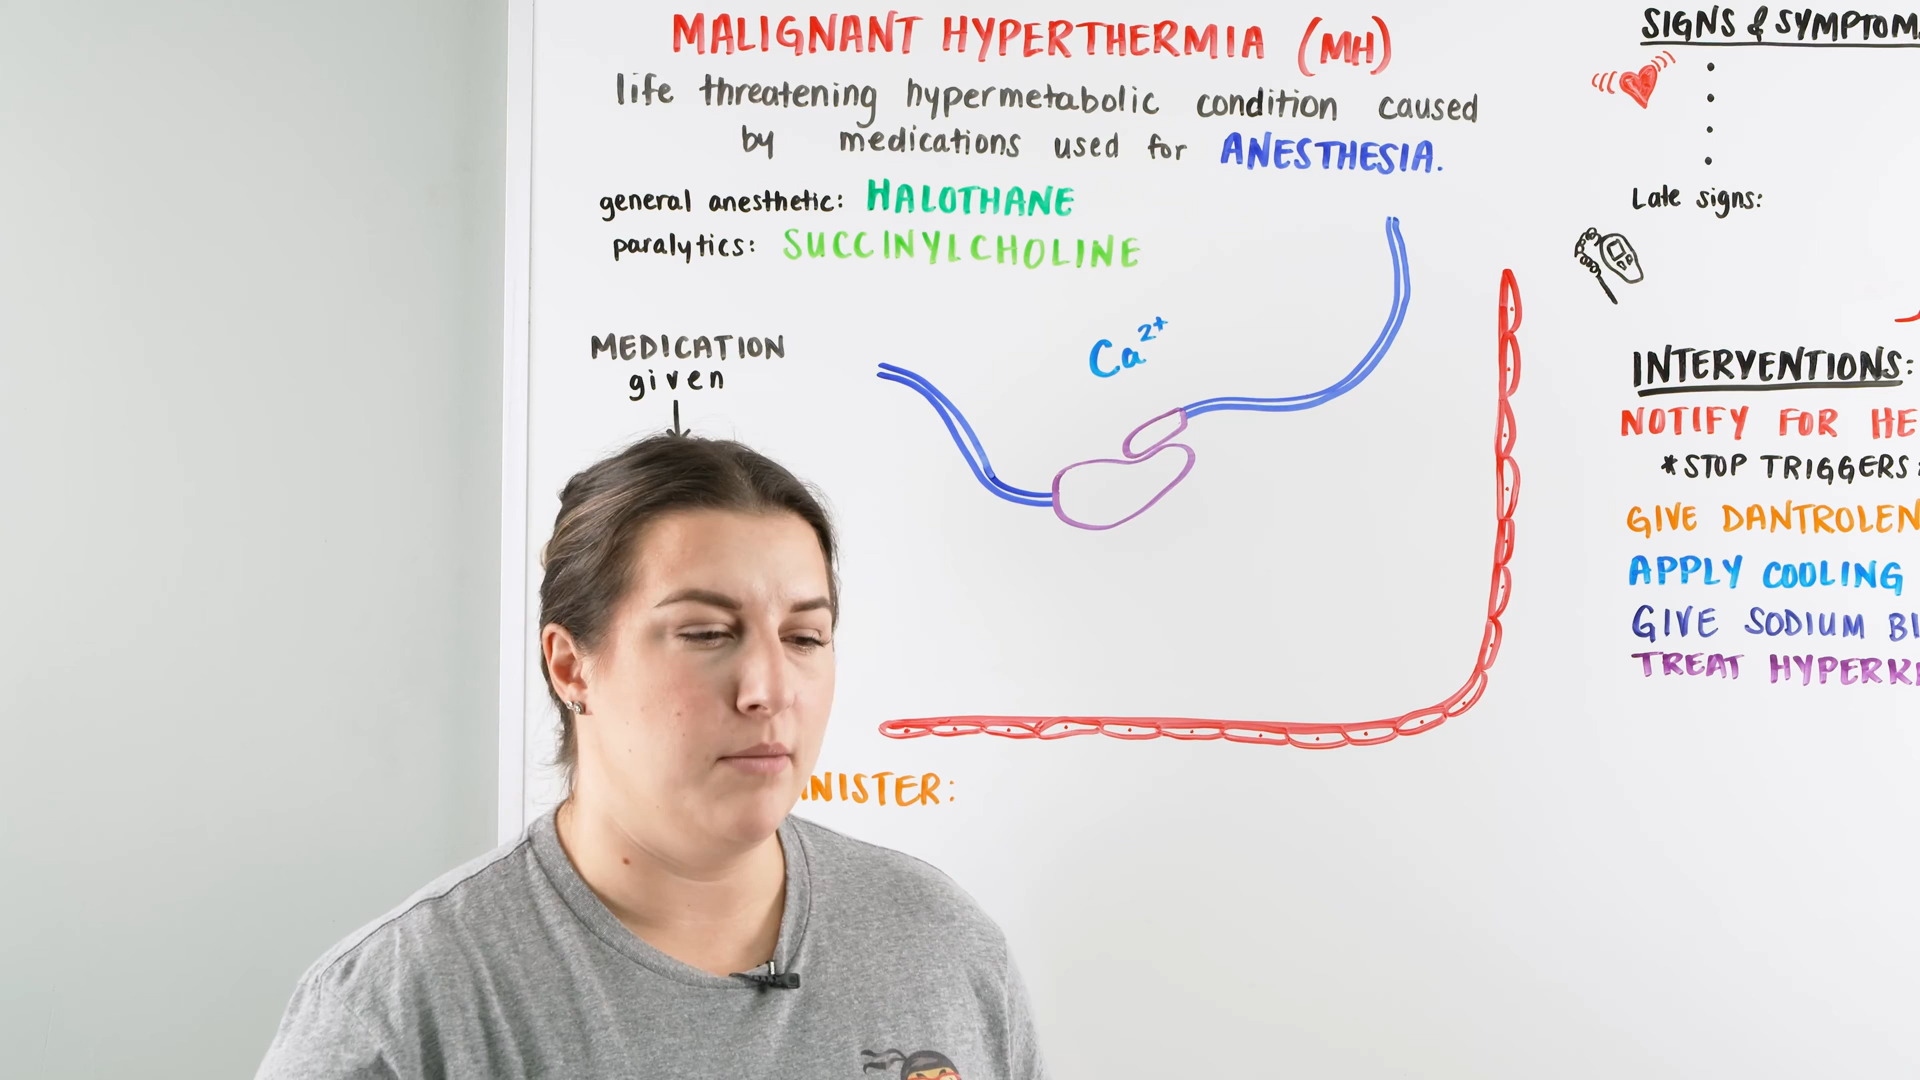 MALIGNANT HYPERTHERMIA (MH)
life threatening hypermetabolic condition caused
by medications used for ANESTHESIA.
general anesthetic: HALOTHANE
paralytics: SUCCINYLCHOLINE
MEDICATION
given
Ca2+
INISTER:
SIGNS & SYMPTOM
Late signs:
INTERVENTIONS:
NOTIFY FOR HE
*STOP TRIGGERS
GIVE DANTROLEN
APPLY COOLING
GIVE SODIUM BI
TREAT HYPERK